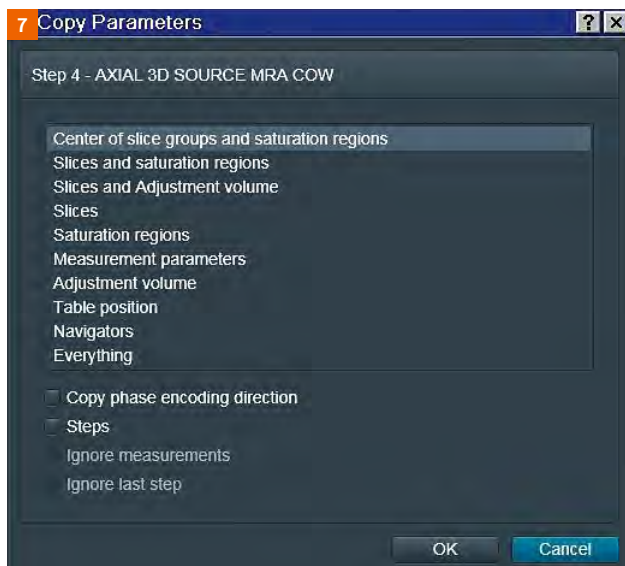 7 Copy Parameters ? ×
Step 4 - AXIAL 3D SOURCE MRA COW
Center of slice groups and saturation regions
Slices and saturation regions
Slices and Adjustment volume
Slices
Saturation regions
Measurement parameters
Adjustment volume
Table position
Navigators
Everything
Copy phase encoding direction
Steps
Ignore measurements
Ignore last step
OK Cancel